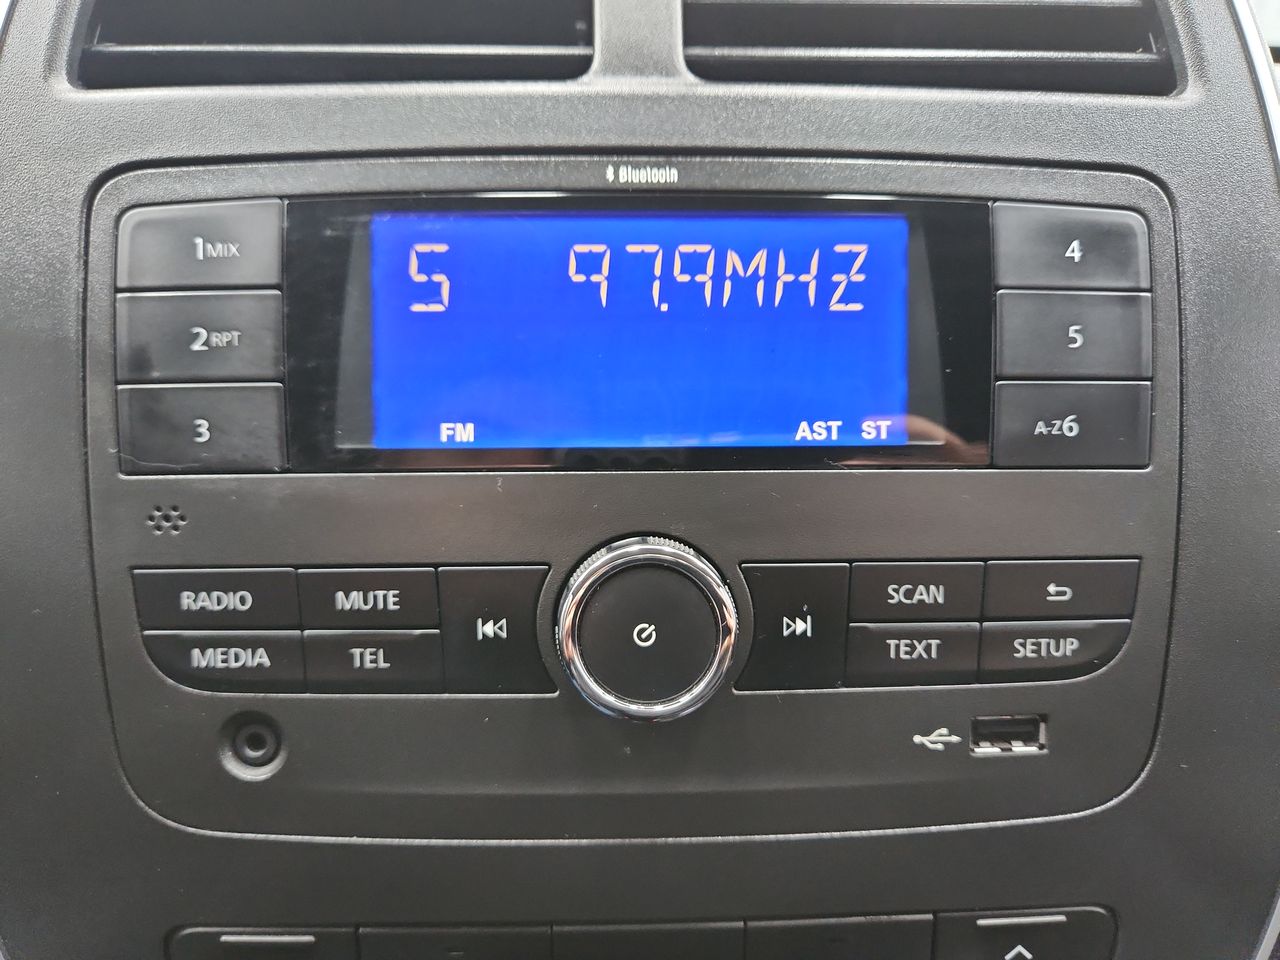 Bluetooth
1MIX
2RPT
3
5 97.9MHZ
FM AST ST
4
5
A-Z6
RADIO MUTE
MEDIA TEL
SCAN
TEXT SETUP